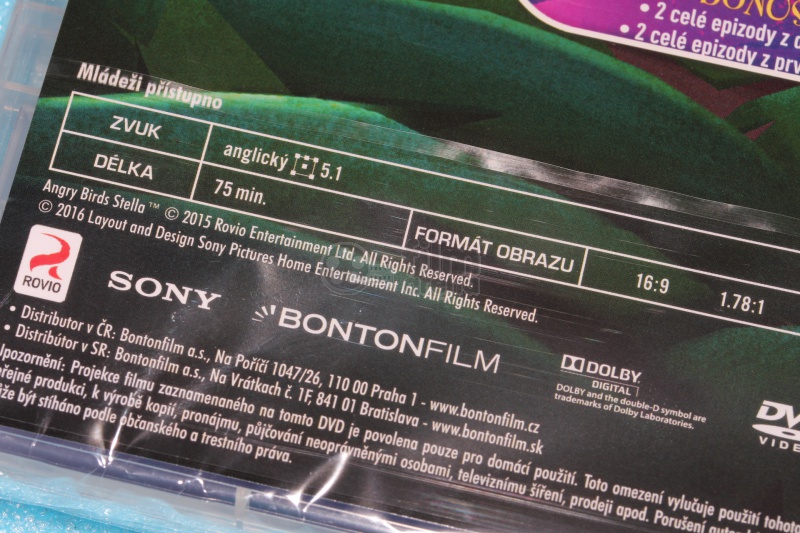 BONUS
• 2 celé epizody z
• 2 celé epizody z prv
Mládeži přístupno
ZVUK anglický 5.1
DÉLKA 75 min.
FORMÁT OBRAZU 16:9 1.78:1
Angry Birds Stella™ © 2015 Rovio Entertainment Ltd. All Rights Reserved.
© 2016 Layout and Design Sony Pictures Home Entertainment Inc. All Rights Reserved.
ROVIO
SONY
BONTONFILM
DOLBY
DIGITAL
DOLBY and the double-D symbol are
trademarks of Dolby Laboratories.
DVD
VIDEO
• Distributor v ČR: Bontonfilm a.s., Na Poříčí 1047/26, 110 00 Praha 1 - www.bontonfilm.cz
• Distribútor v SR: Bontonfilm a.s., Na Vrátkach č. 1F, 841 01 Bratislava - www.bontonfilm.sk
Upozornění: Projekce filmu zaznamenaného na tomto DVD je povolena pouze pro domácí použití. Toto omezení vylučuje použití tohoto
řejné produkci, k výrobě kopií, pronájmu, půjčování neoprávněnými osobami, televiznímu šíření, prodeji apod. Porušení
že být stíháno podle občanského a trestního práva.